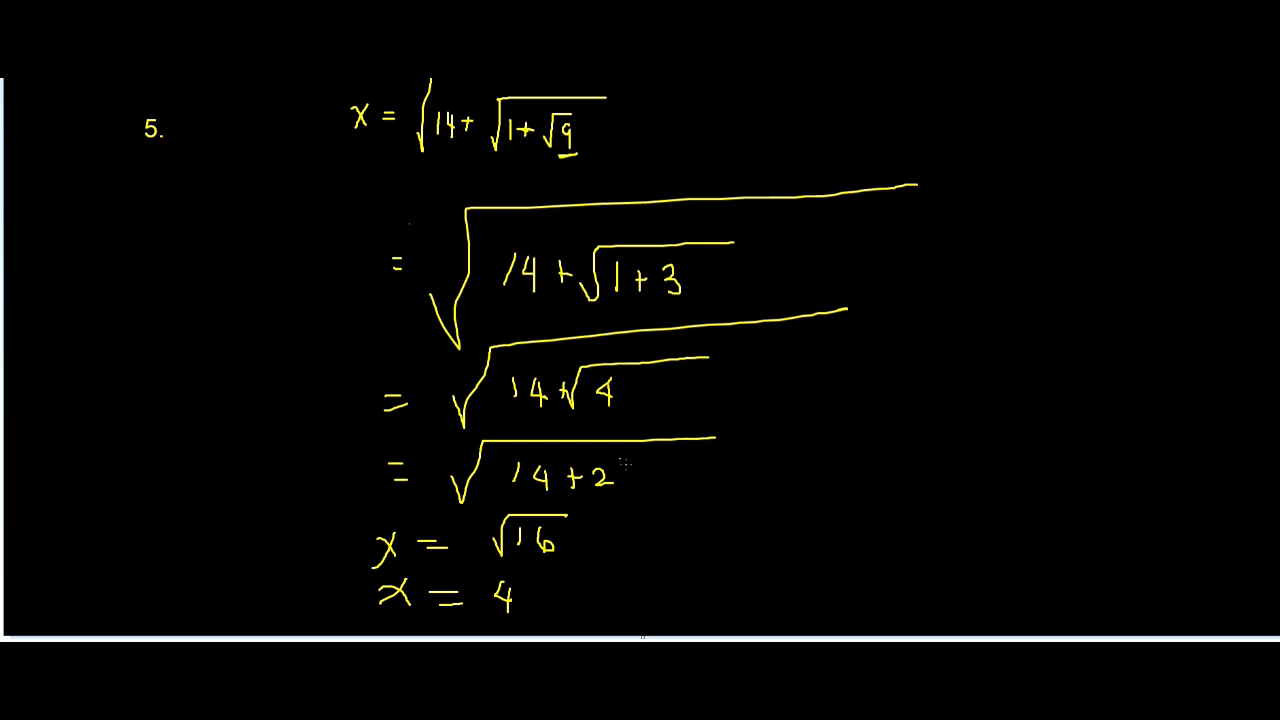 5. x = √14 + √1 + √9
= √14 + √1 + 3
= √14 + √4
= √14 + 2
x = √16
x = 4